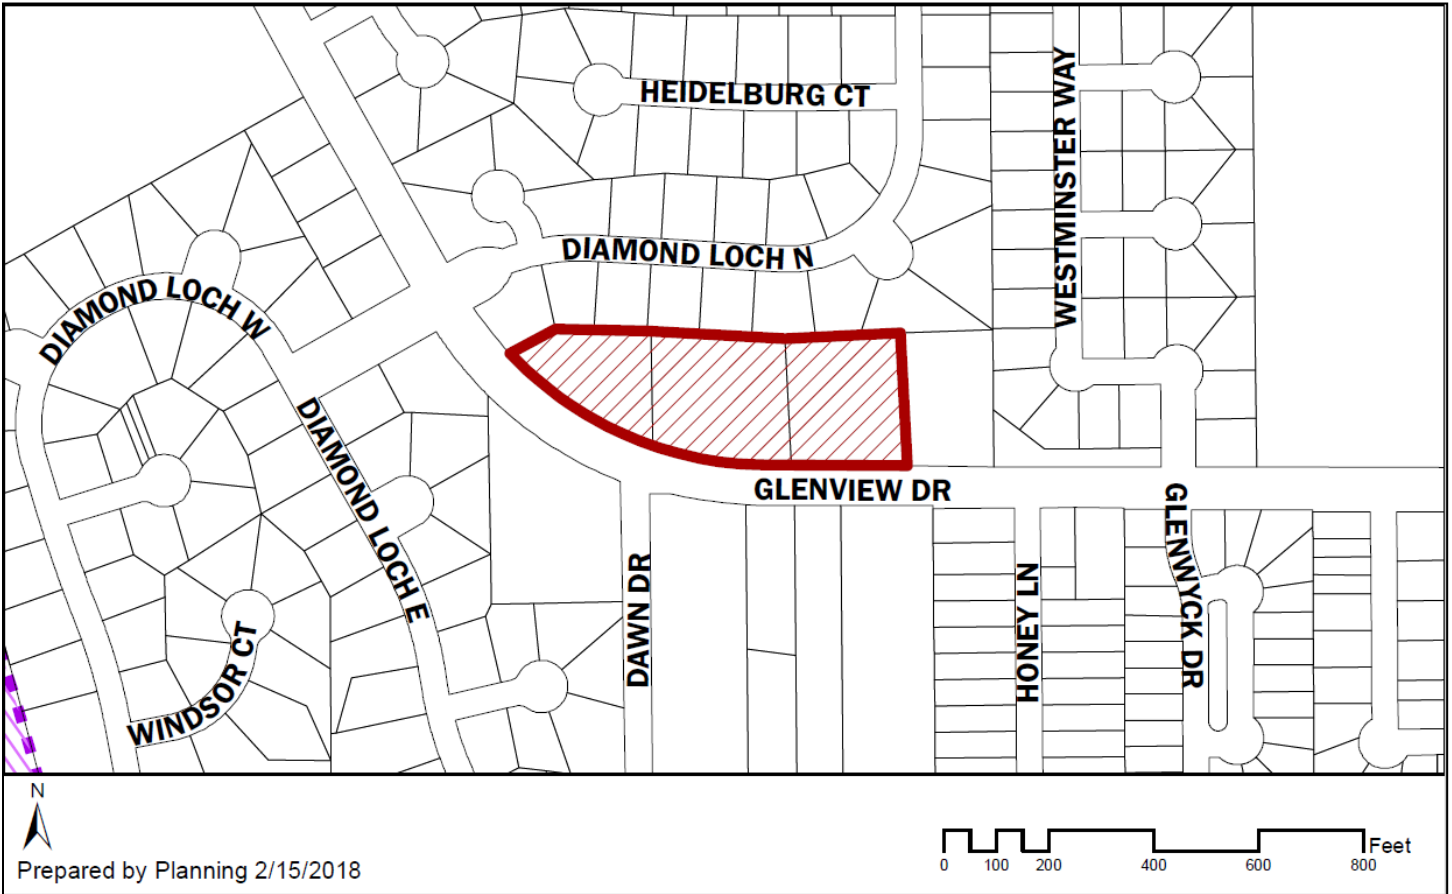 HEIDELBURG CT
WESTMINSTER WAY
DIAMOND LOCH N
DIAMOND LOCH W
DIAMOND LOCH E
GLENVIEW DR
GLENWYCK DR
DAWN DR
HONEY LN
WINDSOR CT
N
Prepared by Planning 2/15/2018
Feet
0 100 200 400 600 800